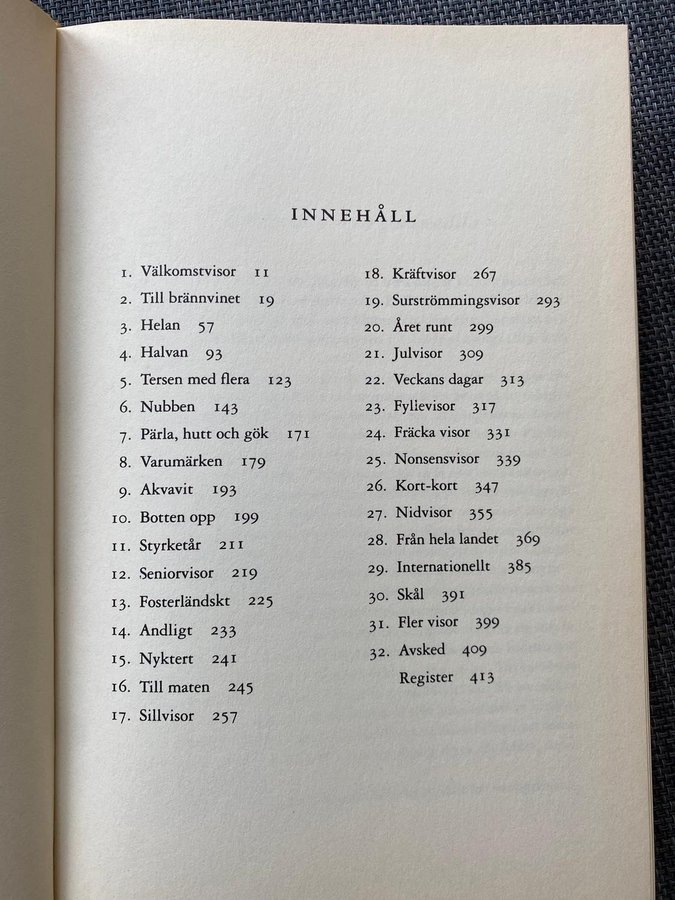 INNEHÅLL
1. Välkomstvisor 11
2. Till brännvinet 19
3. Helan 57
4. Halvan 93
5. Tersen med flera 123
6. Nubben 143
7. Pärla, hutt och gök 171
8. Varumärken 179
9. Akvavit 193
10. Botten opp 199
11. Styrketår 211
12. Seniorvisor 219
13. Fosterländskt 225
14. Andligt 233
15. Nyktert 241
16. Till maten 245
17. Sillvisor 257
18. Kräftvisor 267
19. Surströmmingsvisor 293
20. Året runt 299
21. Julvisor 309
22. Veckans dagar 313
23. Fyllevisor 317
24. Fräcka visor 331
25. Nonsensvisor 339
26. Kort-kort 347
27. Nidvisor 355
28. Från hela landet 369
29. Internationellt 385
30. Skål 391
31. Fler visor 399
32. Avsked 409
Register 413